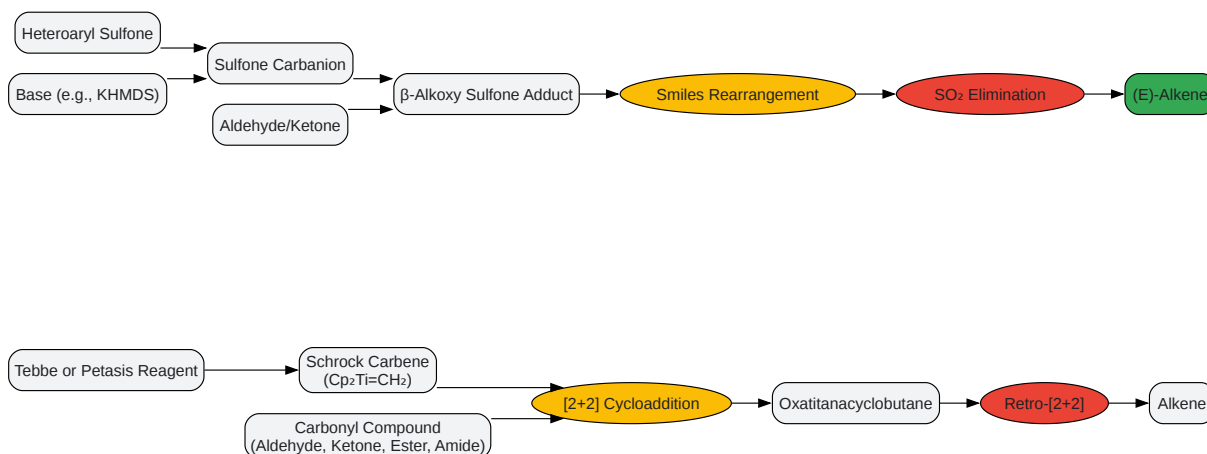 Heteroaryl Sulfone
Base (e.g., KHMDS)
Sulfone Carbanion
Aldehyde/Ketone
β-Alkoxy Sulfone Adduct
Smiles Rearrangement
SO₂ Elimination
(E)-Alkene
Tebbe or Petasis Reagent
Schrock Carbene
(Cp₂Ti=CH₂)
Carbonyl Compound
(Aldehyde, Ketone, Ester, Amide)
[2+2] Cycloaddition
Oxatitanacyclobutane
Retro-[2+2]
Alkene